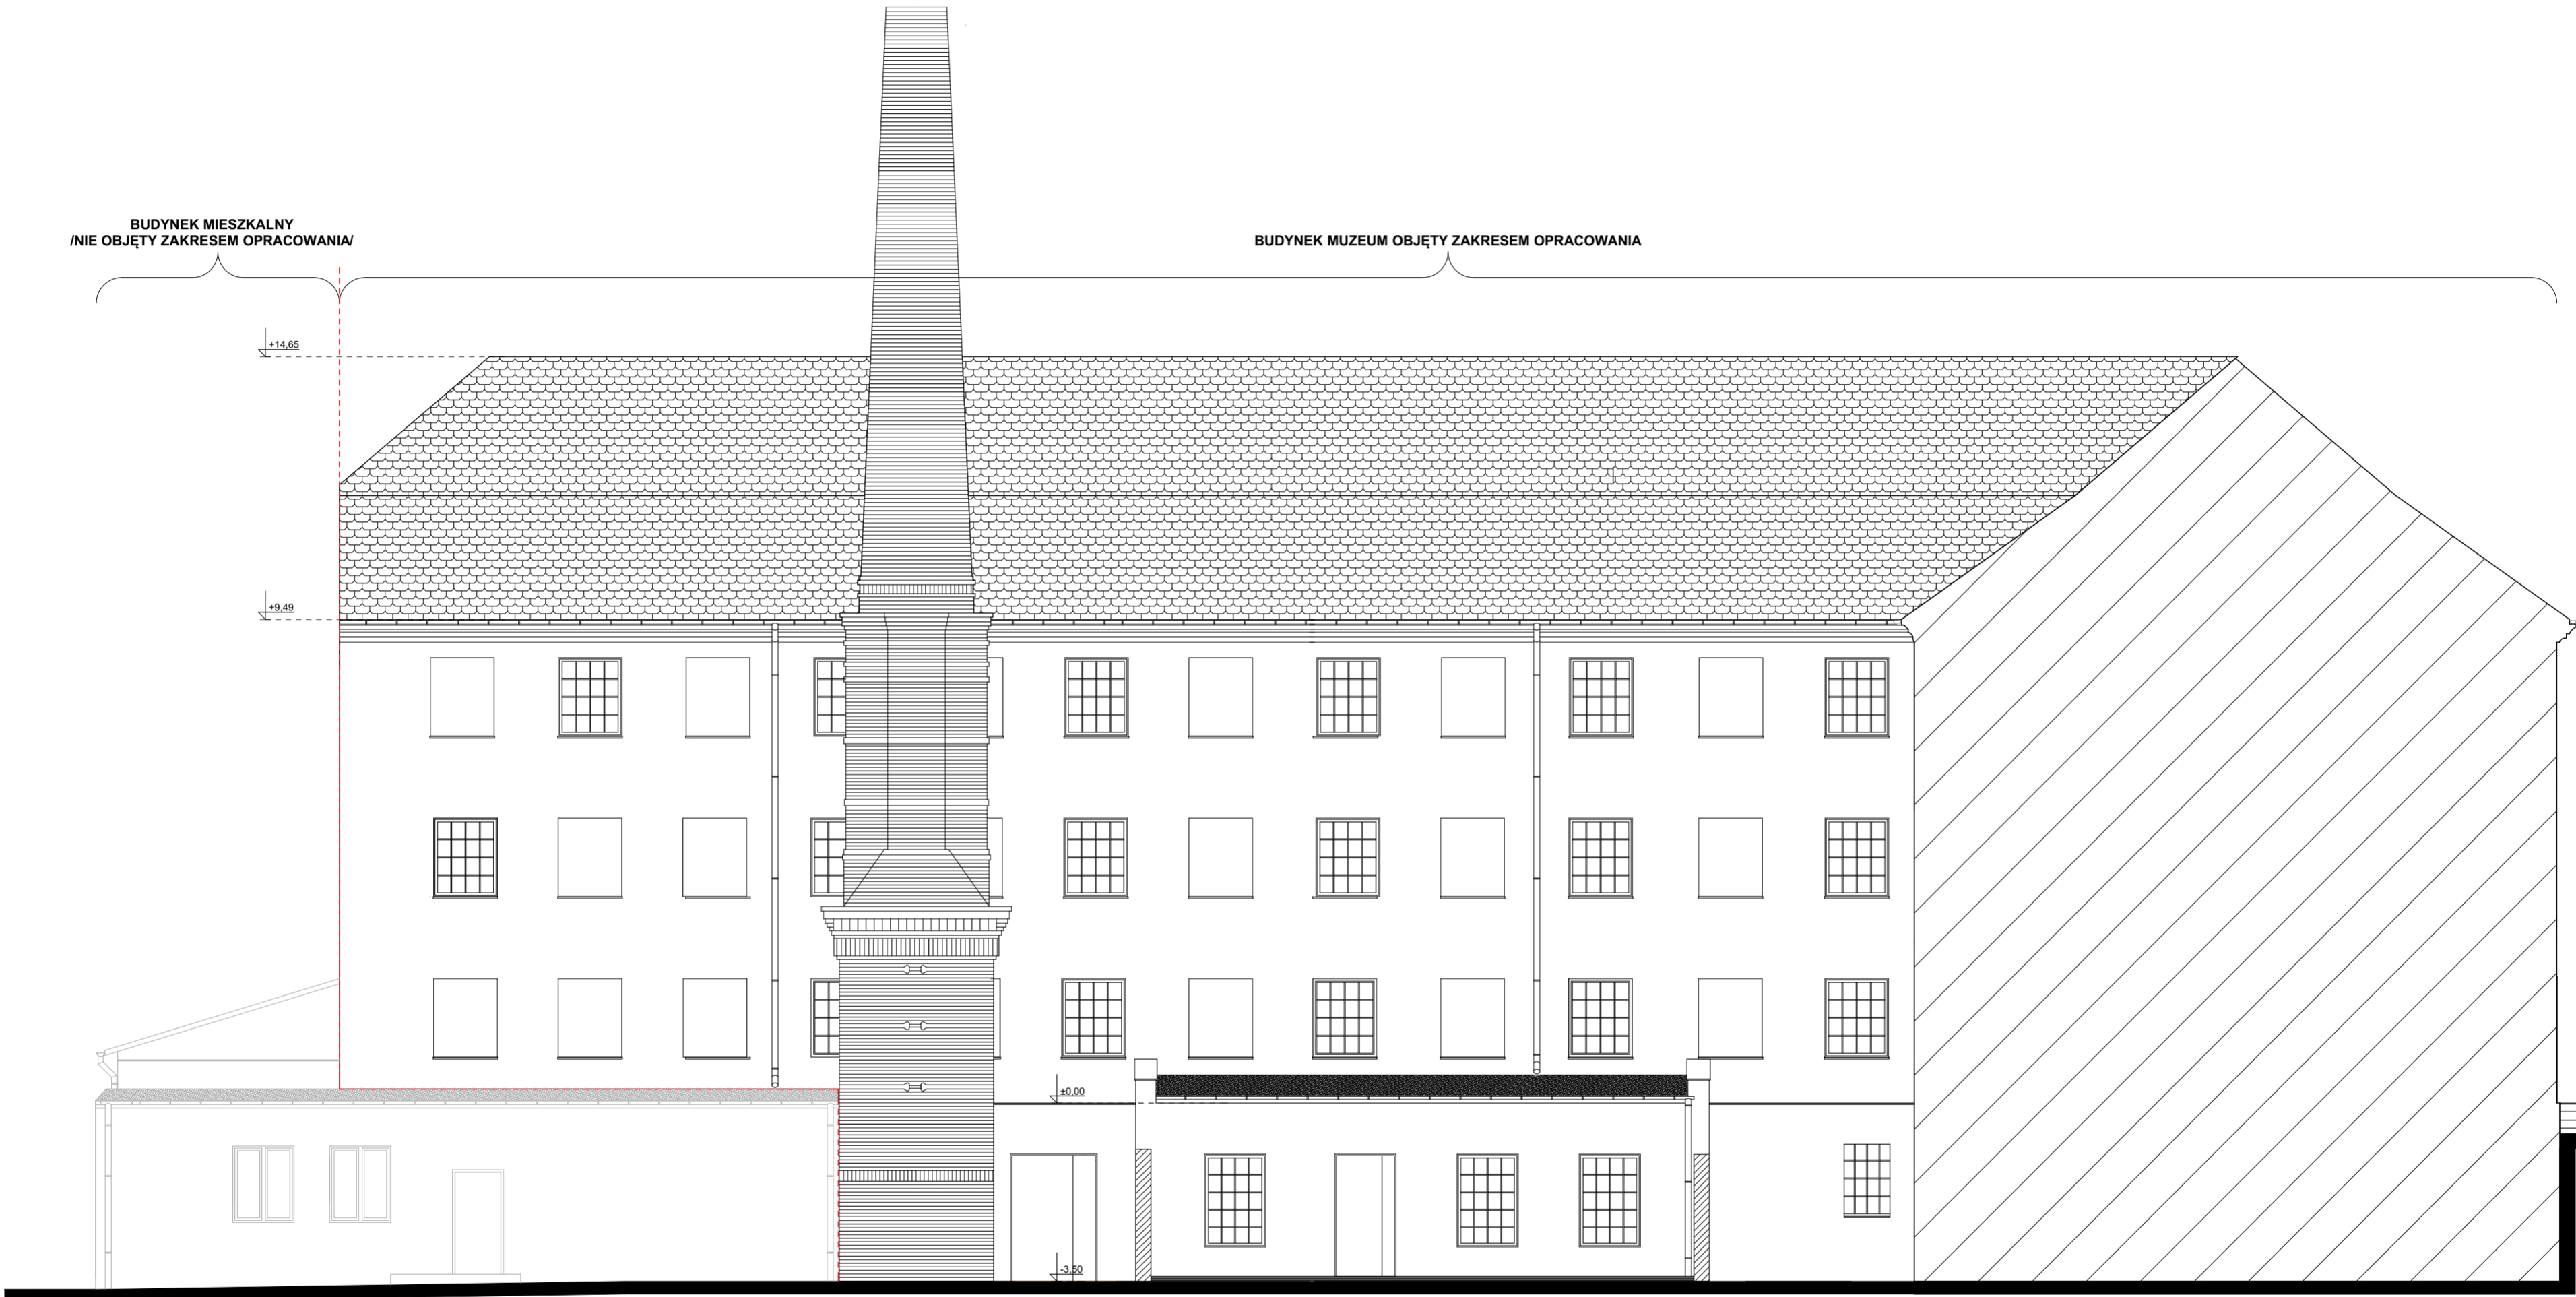 BUDYNEK MIESZKALNY
/NIE OBJĘTY ZAKRESEM OPRACOWANIA/
BUDYNEK MUZEUM OBJĘTY ZAKRESEM OPRACOWANIA
+14,65
+9,49
±0,00
-3,50